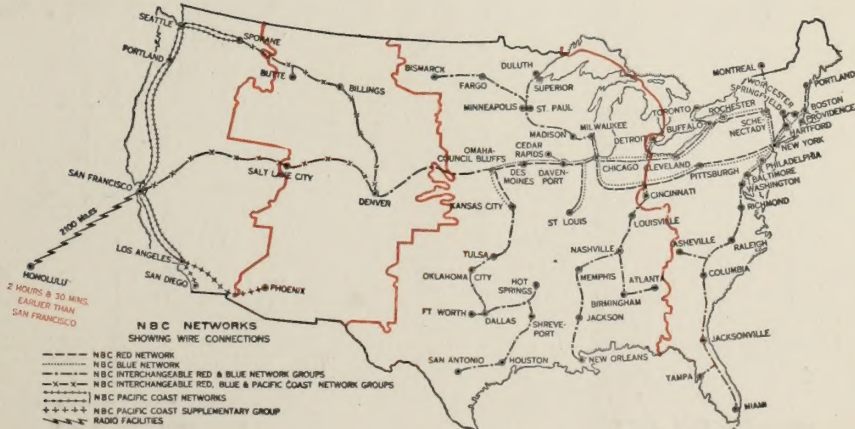 SEATTLE
SPOKANE
PORTLAND
BUTTE
BILLINGS
BISMARCK
FARGO
DULUTH
SUPERIOR
MINNEAPOLIS
ST. PAUL
MADISON
MILWAUKEE
MONTREAL
TORONTO
ROCHESTER
BUFFALO
WORCESTER
SPRINGFIELD
PORTLAND
BOSTON
PROVIDENCE
HARTFORD
SCHE-
NECTADY
NEW YORK
DETROIT
OMAHA-
COUNCIL BLUFFS
CEDAR
RAPIDS
DES
MOINES
DAVEN-
PORT
CHICAGO
CLEVELAND
PITTSBURGH
PHILADELPHIA
BALTIMORE
WASHINGTON
SAN FRANCISCO
SALT LAKE CITY
DENVER
KANSAS CITY
ST LOUIS
CINCINNATI
LOUISVILLE
RICHMOND
2100 MILES
HONOLULU
2 HOURS & 30 MINS.
EARLIER THAN
SAN FRANCISCO
LOS ANGELES
SAN DIEGO
PHOENIX
TULSA
OKLAHOMA CITY
HOT
SPRINGS
FT WORTH
DALLAS
SHREVE-
PORT
SAN ANTONIO
HOUSTON
NASHVILLE
MEMPHIS
ATLANTA
BIRMINGHAM
JACKSON
NEW ORLEANS
ASHEVILLE
RALEIGH
COLUMBIA
JACKSONVILLE
TAMPA
MIAMI
NBC NETWORKS
SHOWING WIRE CONNECTIONS
NBC RED NETWORK
NBC BLUE NETWORK
NBC INTERCHANGEABLE RED & BLUE NETWORK GROUPS
NBC INTERCHANGEABLE RED, BLUE & PACIFIC COAST NETWORK GROUPS
NBC PACIFIC COAST NETWORKS
NBC PACIFIC COAST SUPPLEMENTARY GROUP
RADIO FACILITIES